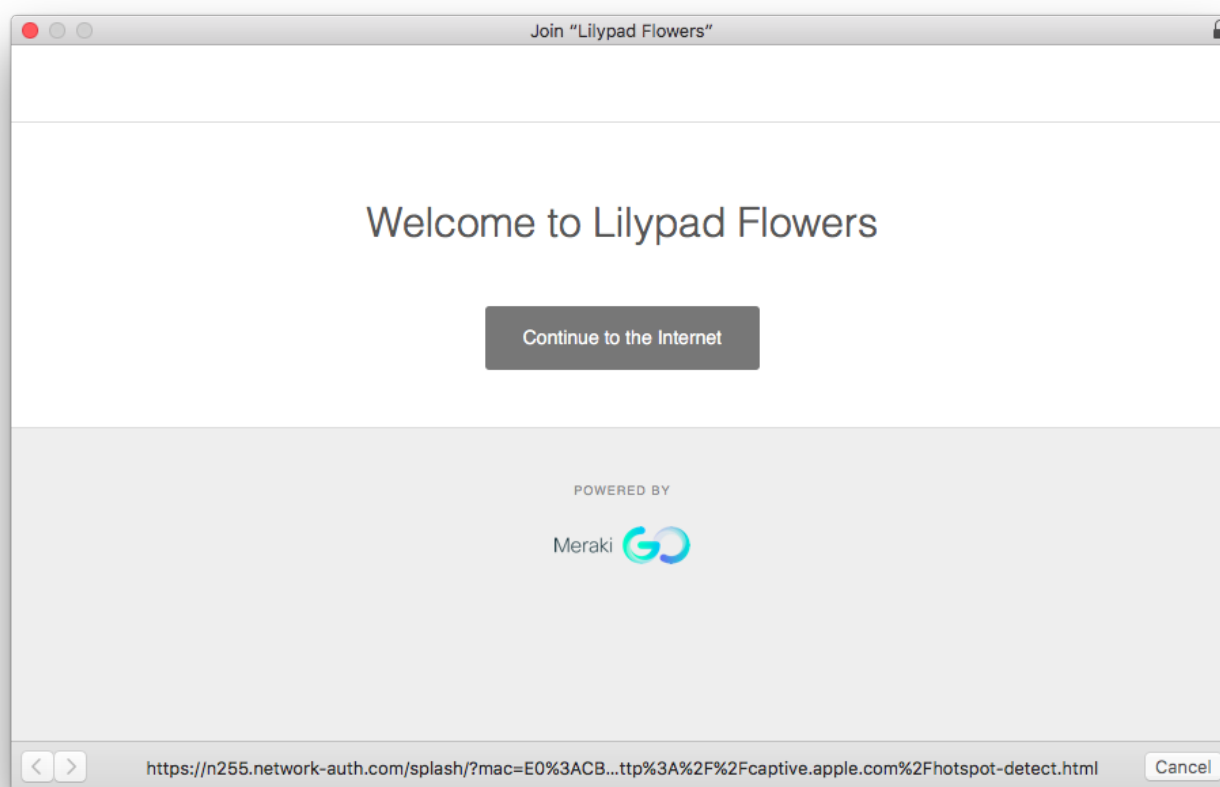 Join “Lilypad Flowers”
Welcome to Lilypad Flowers
Continue to the Internet
POWERED BY
Meraki GO
https://n255.network-auth.com/splash/?mac=E0%3ACB...ttp%3A%2F%2Fcaptive.apple.com%2Fhotspot-detect.html
Cancel